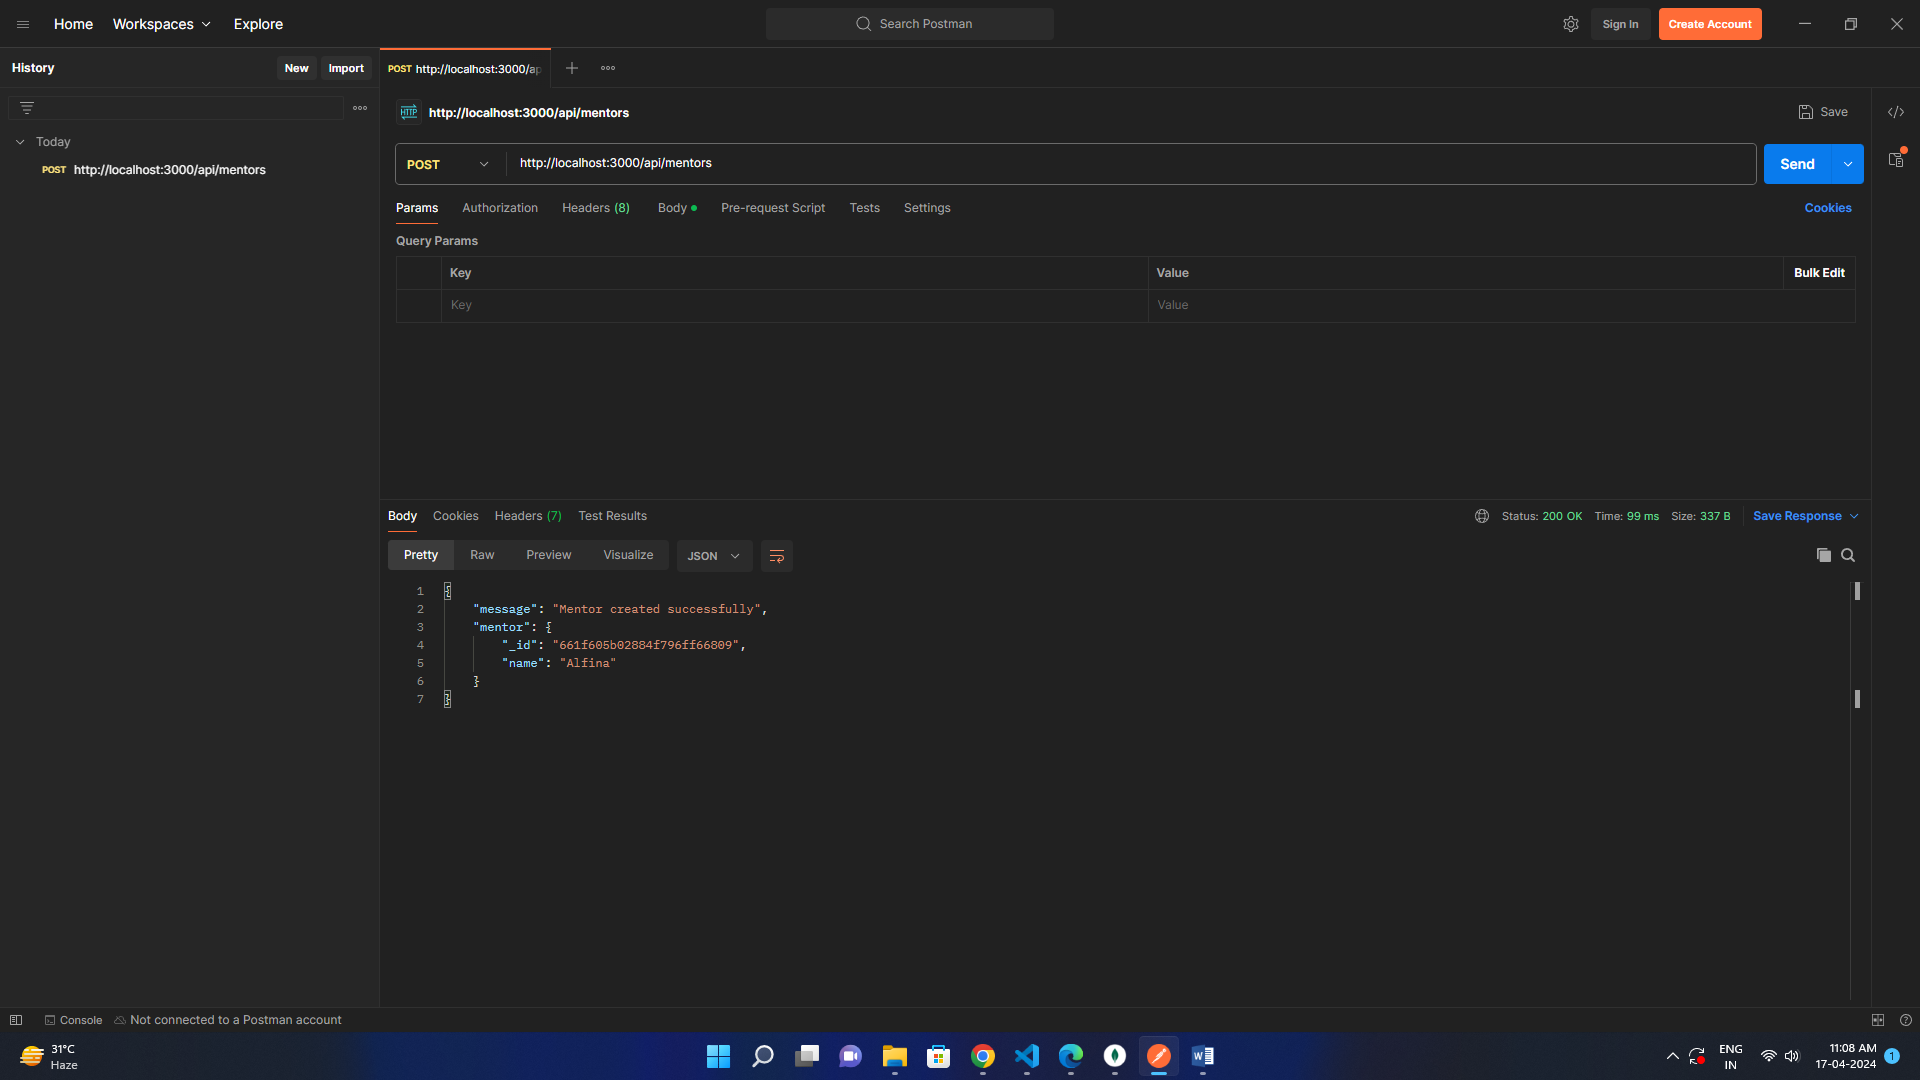 Home Workspaces Explore
Search Postman
Sign In Create Account
History New Import
POST http://localhost:3000/ap
Today
POST http://localhost:3000/api/mentors
HTTP http://localhost:3000/api/mentors
Save
POST http://localhost:3000/api/mentors
Send
Params Authorization Headers (8) Body Pre-request Script Tests Settings
Cookies
Query Params
Key Value Bulk Edit
Key Value
Body Cookies Headers (7) Test Results
Status: 200 OK Time: 99 ms Size: 337 B Save Response
Pretty Raw Preview Visualize JSON
1 {
2 "message": "Mentor created successfully",
3 "mentor": {
4 "_id": "661f605b02884f796ff66809",
5 "name": "Alfina"
6 }
7 }
Console Not connected to a Postman account
31°C
Haze
ENG
IN
11:08 AM
17-04-2024
1